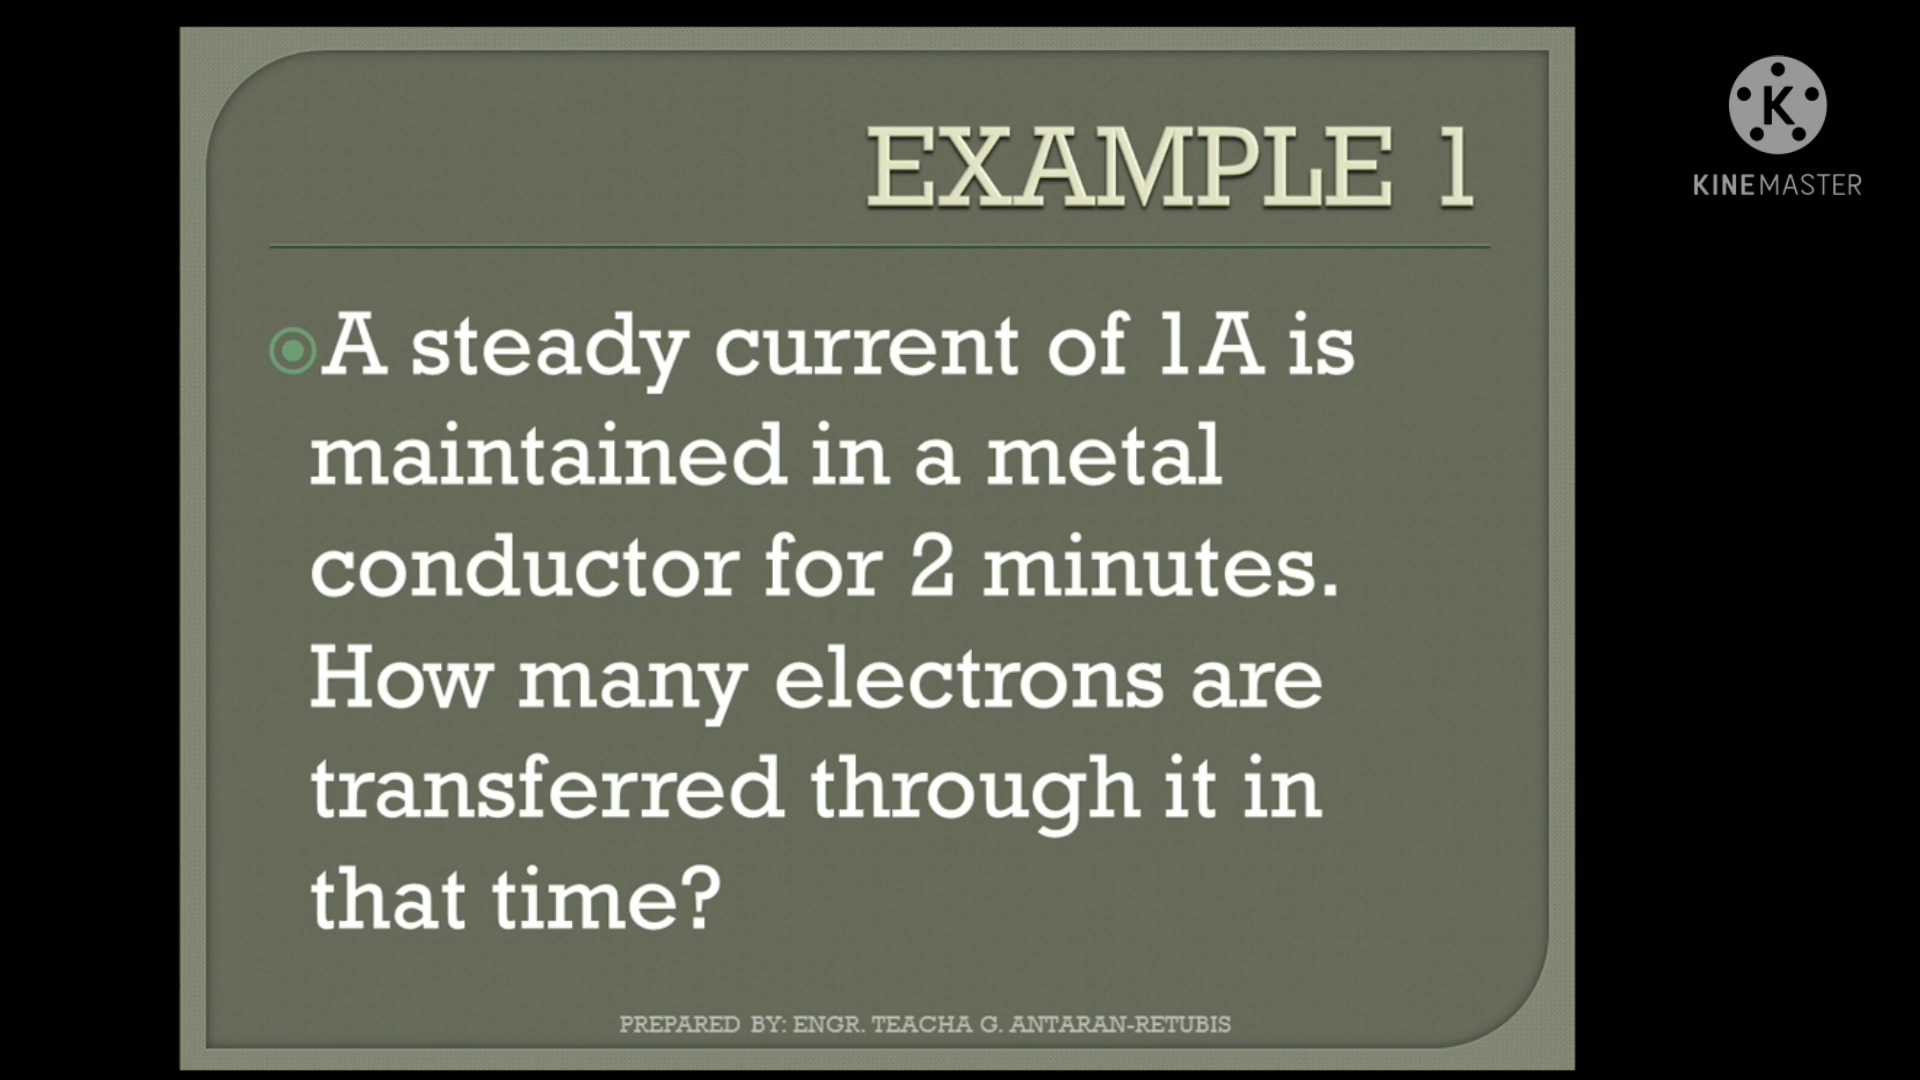 EXAMPLE 1
A steady current of 1A is
maintained in a metal
conductor for 2 minutes.
How many electrons are
transferred through it in
that time?
PREPARED BY: ENGR. TEACHA G. ANTARAN-RETUBIS
K
KINEMASTER